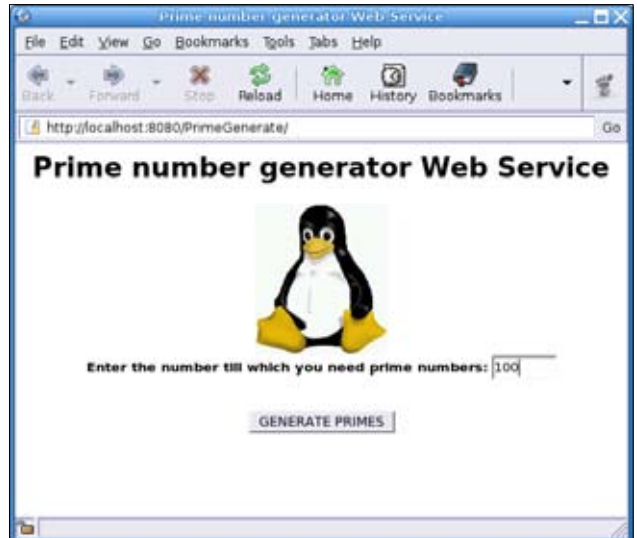 Prime number generator Web Service
File Edit View Go Bookmarks Tools Tabs Help
Back Forward Stop Reload Home History Bookmarks
http://localhost:8080/PrimeGenerate/ Go
Prime number generator Web Service
Enter the number till which you need prime numbers: 100
GENERATE PRIMES